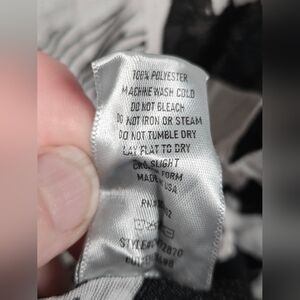 100% POLYESTER
MACHINE WASH COLD
DO NOT BLEACH
DO NOT IRON OR STEAM
DO NOT TUMBLE DRY
LAY FLAT TO DRY
SLIGHT
FORM
MADE USA